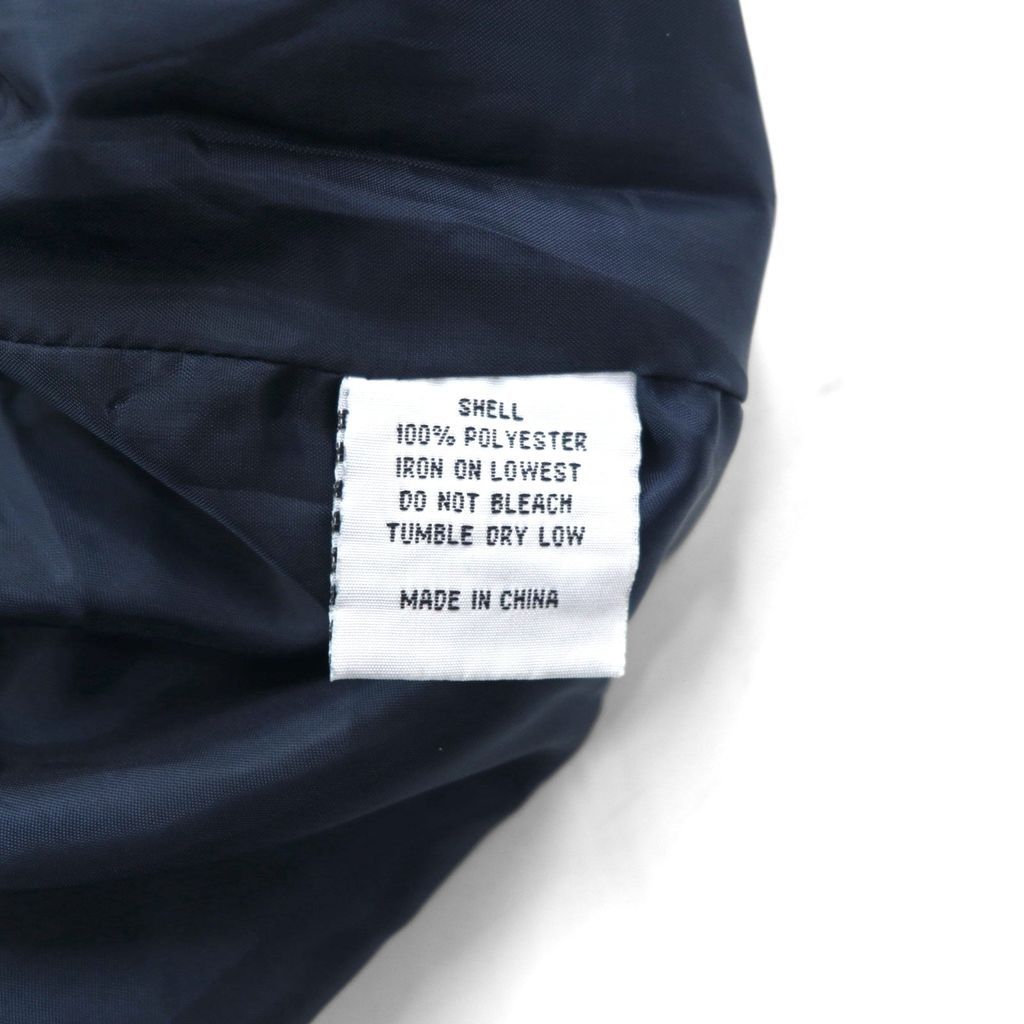 SHELL
100% POLYESTER
IRON ON LOWEST
DO NOT BLEACH
TUMBLE DRY LOW
MADE IN CHINA